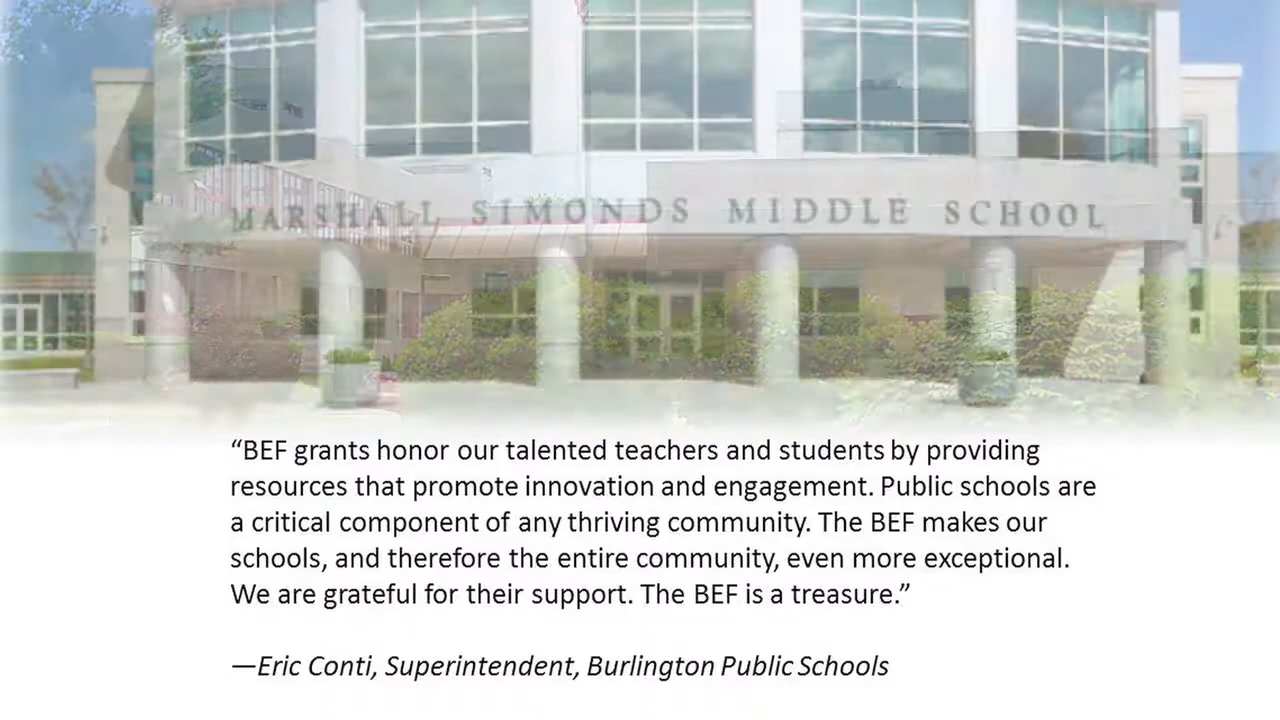 MARSHALL SIMONDS MIDDLE SCHOOL
“BEF grants honor our talented teachers and students by providing
resources that promote innovation and engagement. Public schools are
a critical component of any thriving community. The BEF makes our
schools, and therefore the entire community, even more exceptional.
We are grateful for their support. The BEF is a treasure.”
—Eric Conti, Superintendent, Burlington Public Schools